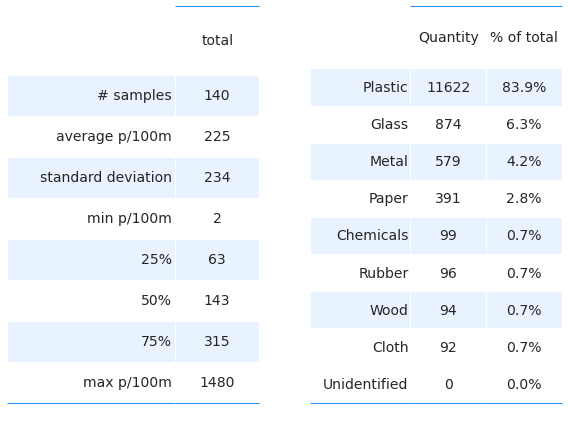 total
# samples 140
average p/100m 225
standard deviation 234
min p/100m 2
25% 63
50% 143
75% 315
max p/100m 1480
Quantity % of total
Plastic 11622 83.9%
Glass 874 6.3%
Metal 579 4.2%
Paper 391 2.8%
Chemicals 99 0.7%
Rubber 96 0.7%
Wood 94 0.7%
Cloth 92 0.7%
Unidentified 0 0.0%